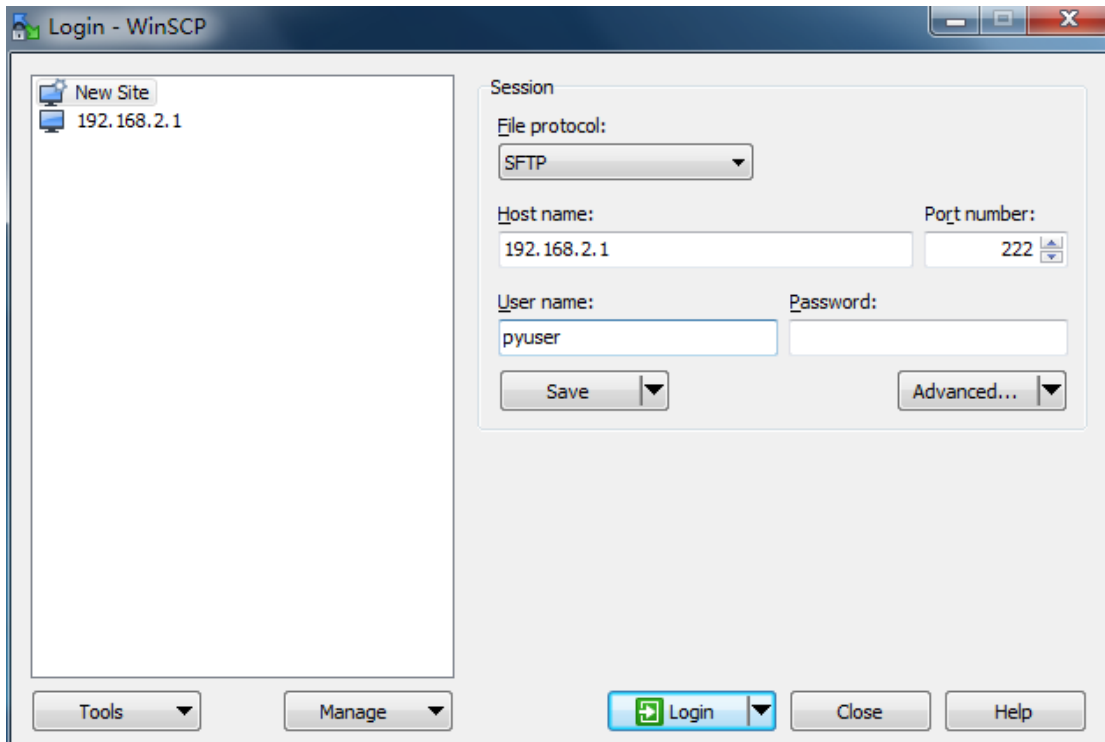 Login - WinSCP
New Site
192.168.2.1
Session
File protocol:
SFTP
Host name:
Port number:
192.168.2.1
222
User name:
Password:
pyuser
Save
Advanced...
Tools
Manage
Login
Close
Help